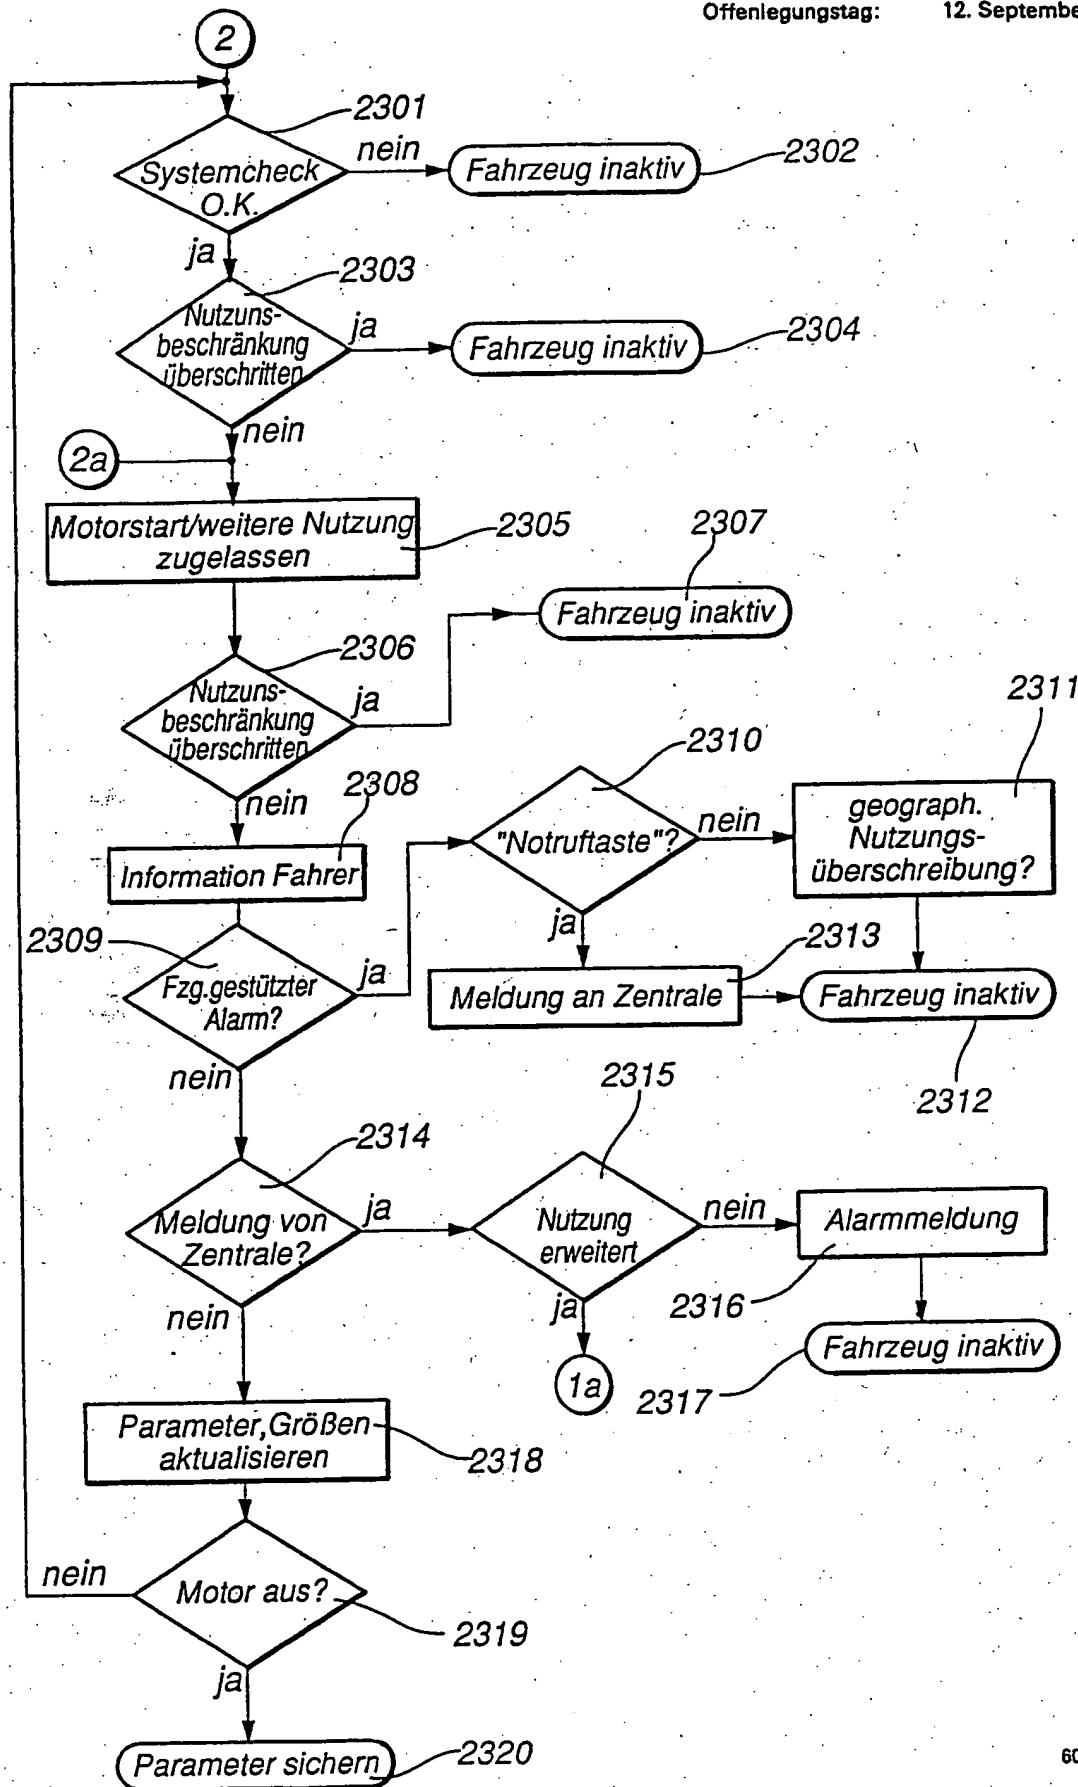 Offenlegungstag: 12. Septembe
2
2301
Systemcheck
O.K.
nein
Fahrzeug inaktiv
2302
ja
2303
Nutzuns-
beschränkung
überschritten
ja
Fahrzeug inaktiv
2304
nein
2a
Motorstart/weitere Nutzung
zugelassen
2305
2307
Fahrzeug inaktiv
2306
Nutzuns-
beschränkung
überschritten
ja
nein
2308
Information Fahrer
2310
"Notruftaste"?
nein
2311
geograph.
Nutzungs-
überschreibung?
2309
Fzg.gestützter
Alarm?
ja
ja
2313
Meldung an Zentrale
Fahrzeug inaktiv
2312
nein
2314
Meldung von
Zentrale?
ja
2315
Nutzung
erweitert
nein
Alarmmeldung
2316
ja
1a
Fahrzeug inaktiv
2317
nein
Parameter,Größen
aktualisieren
2318
nein
Motor aus?
2319
ja
Parameter sichern
2320
60